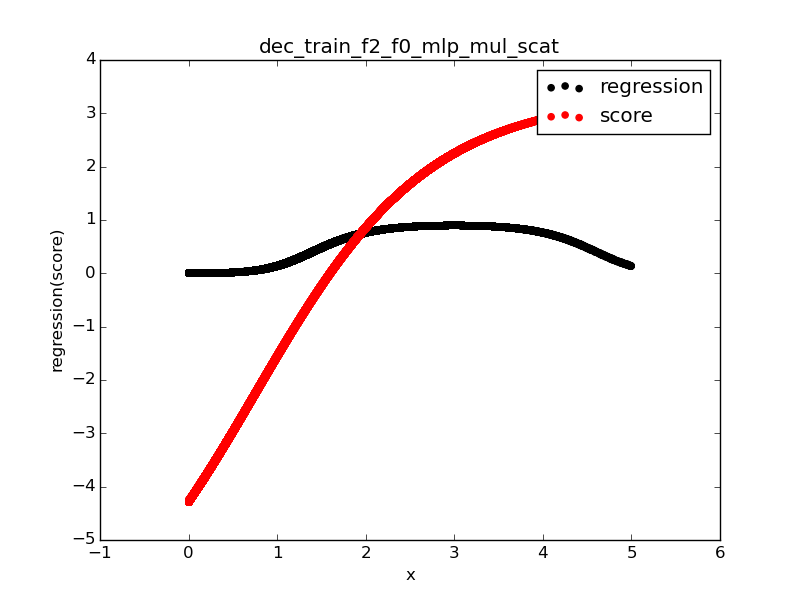 dec_train_f2_f0_mlp_mul_scat
regression
score
4
3
2
1
0
−1
−2
−3
−4
−5
regression(score)
−1 0 1 2 3 4 5 6
x